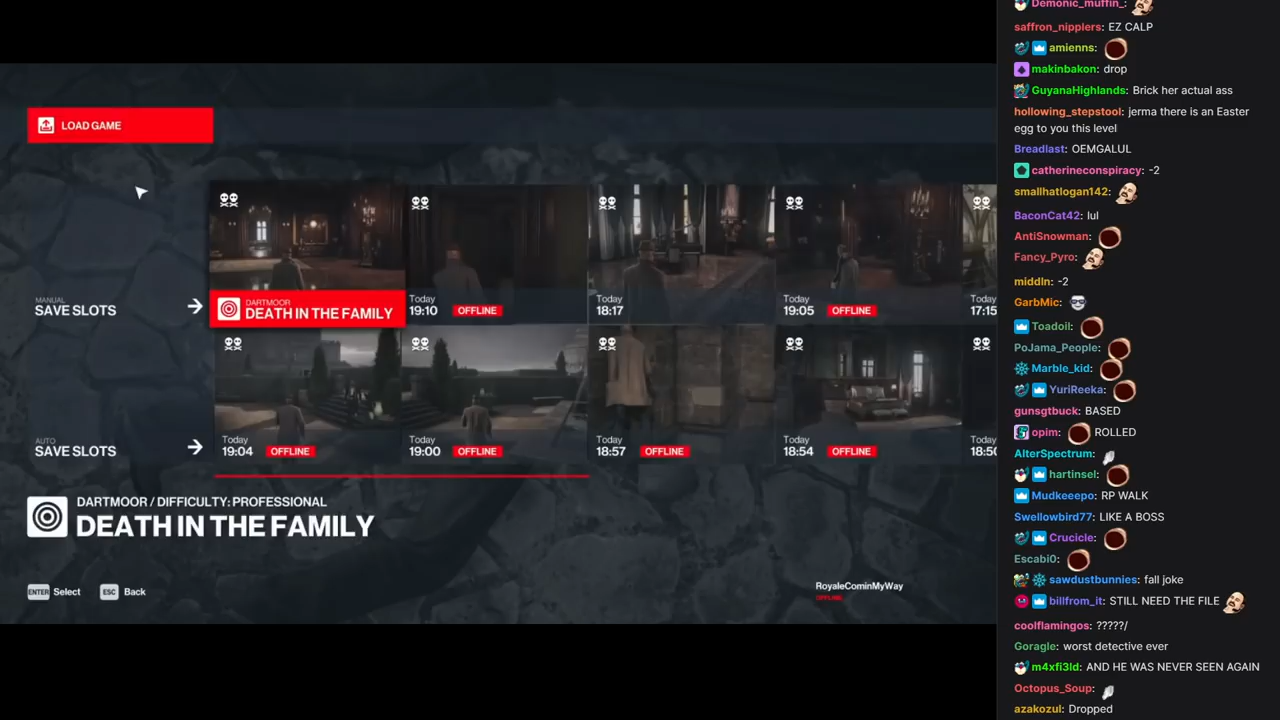 LOAD GAME
MANUAL
SAVE SLOTS
DARTMOOR
DEATH IN THE FAMILY
Today
19:10 OFFLINE
Today
18:17
Today
19:05 OFFLINE
Today
17:15
AUTO
SAVE SLOTS
Today
19:04 OFFLINE
Today
19:00 OFFLINE
Today
18:57 OFFLINE
Today
18:54 OFFLINE
Today
18:50
DARTMOOR / DIFFICULTY: PROFESSIONAL
DEATH IN THE FAMILY
ENTER Select ESC Back
RoyaleCominMyWay
OFFLINE
Demonic_muffin_:
saffron_nipplers: EZ CALP
amienns:
makinbakon: drop
GuyanaHighlands: Brick her actual ass
hollowing_stepstool: jerma there is an Easter
egg to you this level
Breadlast: OEMGALUL
catherineconspiracy: -2
smallhatlogan142:
BaconCat42: lul
AntiSnowman:
Fancy_Pyro:
middln: -2
GarbMic:
Toadoil:
PoJama_People:
Marble_kid:
YuriReeka:
gunsgtbuck: BASED
opim: ROLLED
AlterSpectrum:
hartinsel:
Mudkeeepo: RP WALK
Swellowbird77: LIKE A BOSS
Crucicle:
Escabi0:
sawdustbunnies: fall joke
billfrom_it: STILL NEED THE FILE
coolflamingos: ?????/
Goragle: worst detective ever
m4xfi3ld: AND HE WAS NEVER SEEN AGAIN
Octopus_Soup:
azakozul: Dropped